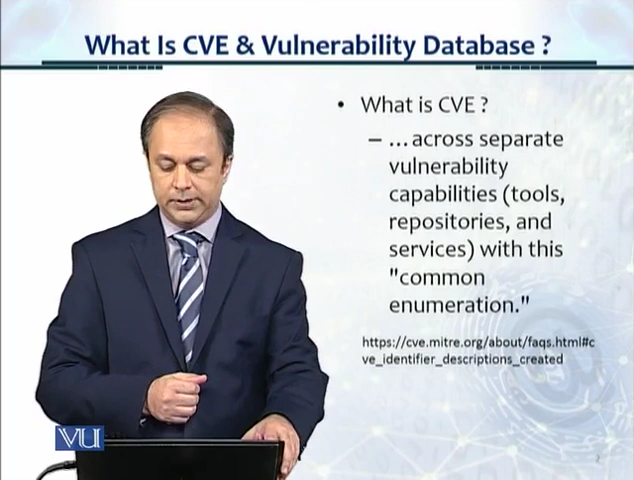 What Is CVE & Vulnerability Database ?
• What is CVE ?
– ...across separate
vulnerability
capabilities (tools,
repositories, and
services) with this
"common
enumeration."
https://cve.mitre.org/about/faqs.html#c
ve_identifier_descriptions_created
VU
2